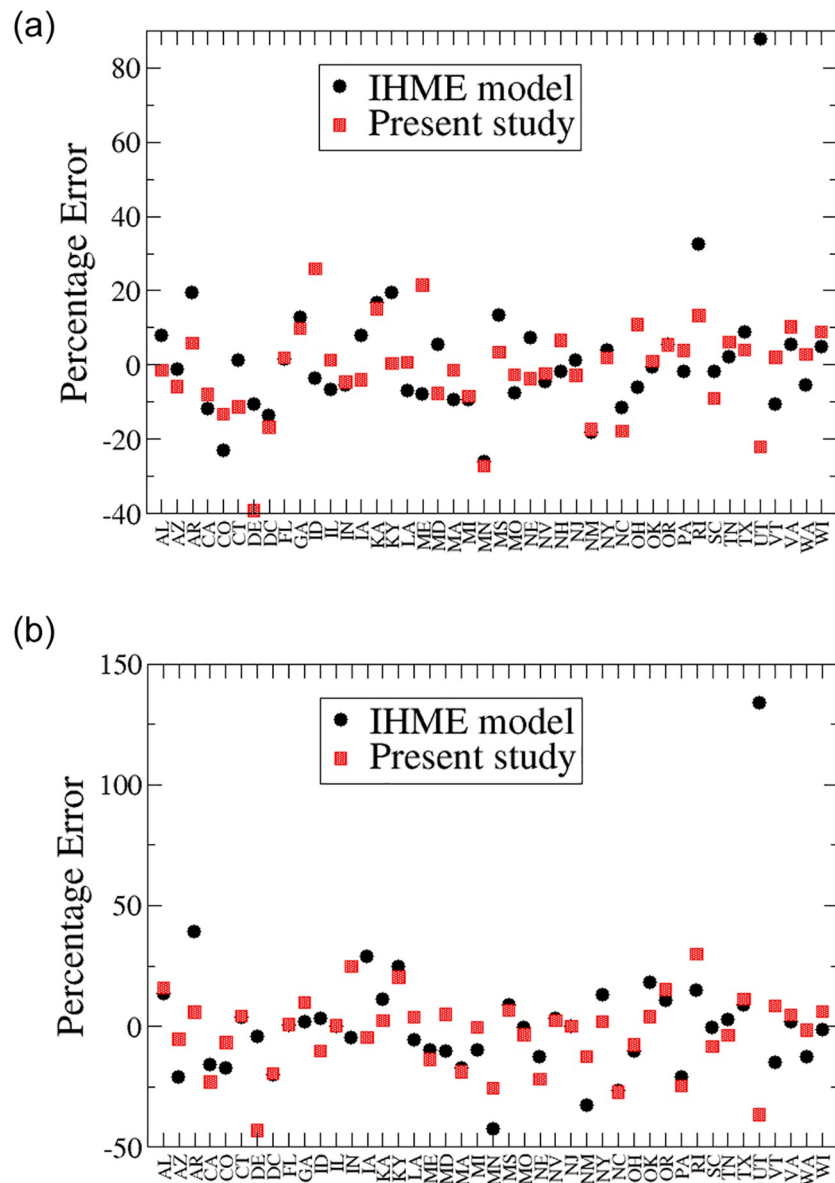 (a)
80
60
40
20
0
-20
-40
Percentage Error
IHME model
Present study
AL AZ AR CA CO CT DE DC FL GA ID IL IN IA KA KY LA ME MD MA MI MN MS MO NE NV NH NJ NM NY NC OH OK OR PA RI SC TN TX UT VT VA WA WI
(b)
150
100
50
0
-50
Percentage Error
IHME model
Present study
AL AZ AR CA CO CT DE DC FL GA ID IL IN IA KA KY LA ME MD MA MI MN MS MO NE NV NJ NM NY NC OH OK OR PA RI SC TN TX UT VT VA WA WI